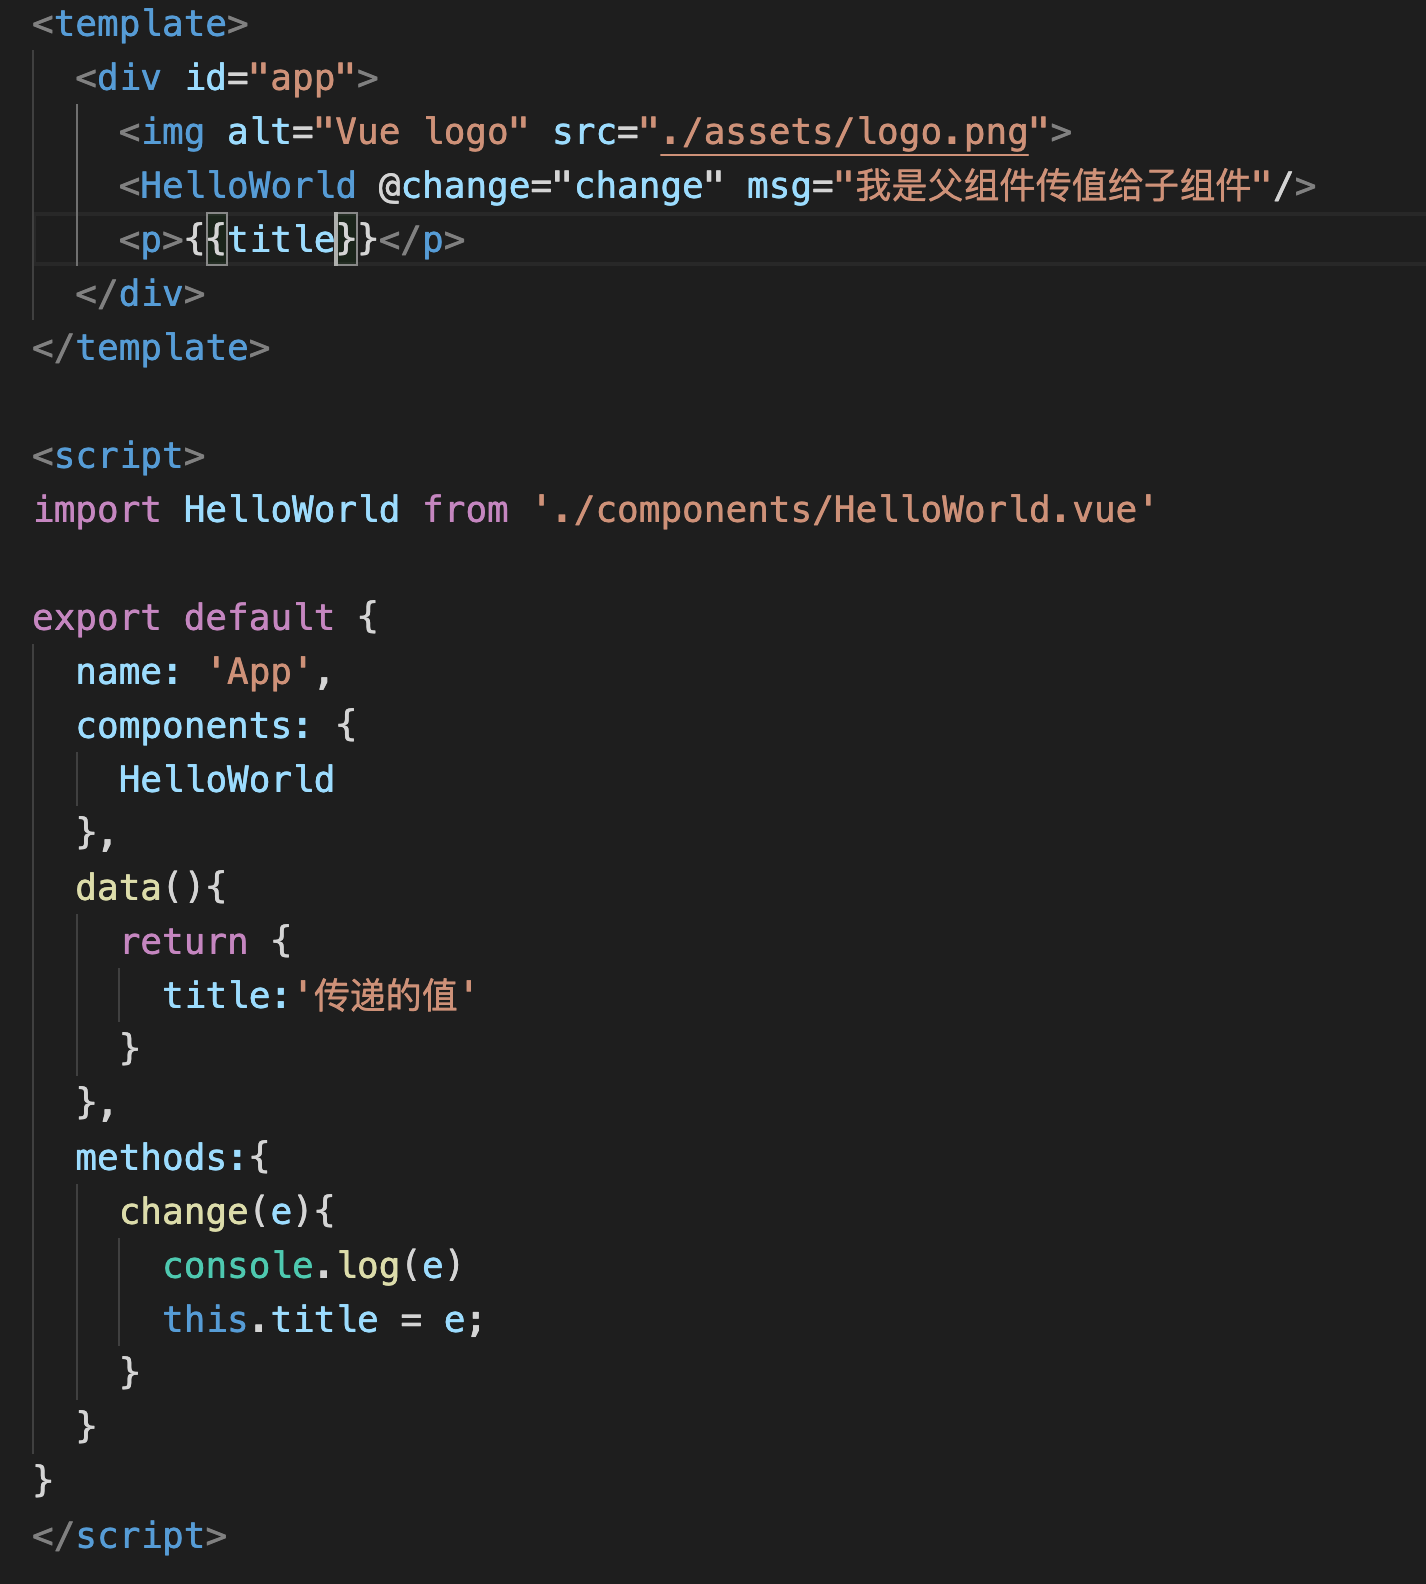 <template>
  <div id="app">
    <img alt="Vue logo" src="./assets/logo.png">
    <HelloWorld @change="change" msg="我是父组件传值给子组件"/>
    <p>{{title}}</p>
  </div>
</template>

<script>
import HelloWorld from './components/HelloWorld.vue'

export default {
  name: 'App',
  components: {
    HelloWorld
  },
  data(){
    return {
      title:'传递的值'
    }
  },
  methods:{
    change(e){
      console.log(e)
      this.title = e;
    }
  }
}
</script>